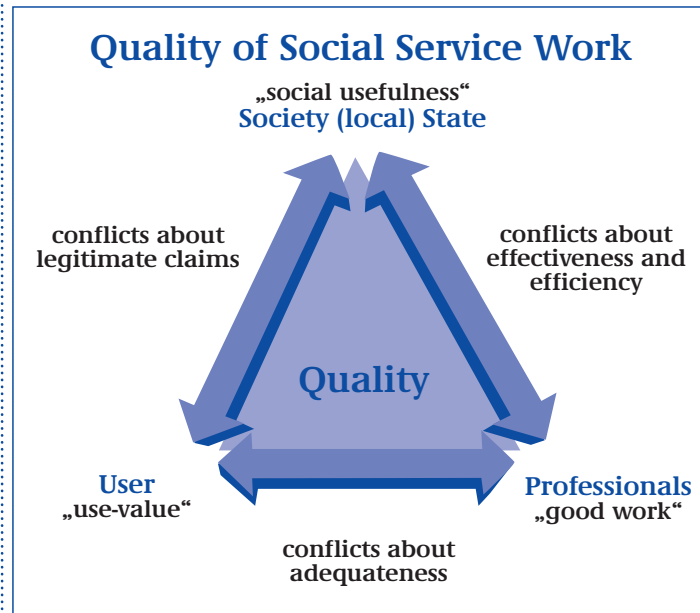 Quality of Social Service Work
„social usefulness“
Society (local) State
conflicts about
legitimate claims
conflicts about
effectiveness and
efficiency
Quality
User
„use-value“
Professionals
„good work“
conflicts about
adequateness